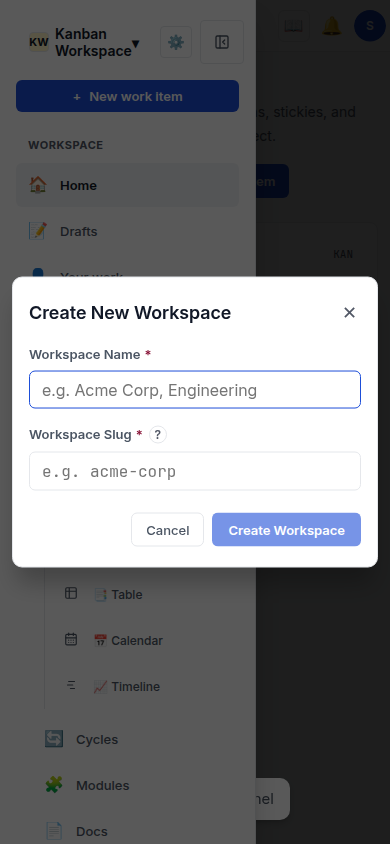 KW
Kanban
Workspace▾
S
+ New work item
s, stickies, and
ect.
WORKSPACE
em
🏠 Home
📝 Drafts
KAN
Create New Workspace
✕
Workspace Name *
e.g. Acme Corp, Engineering
Workspace Slug * ?
e.g. acme-corp
Cancel
Create Workspace
📑 Table
📅 Calendar
📈 Timeline
🔄 Cycles
🧩 Modules
nel
📄 Docs